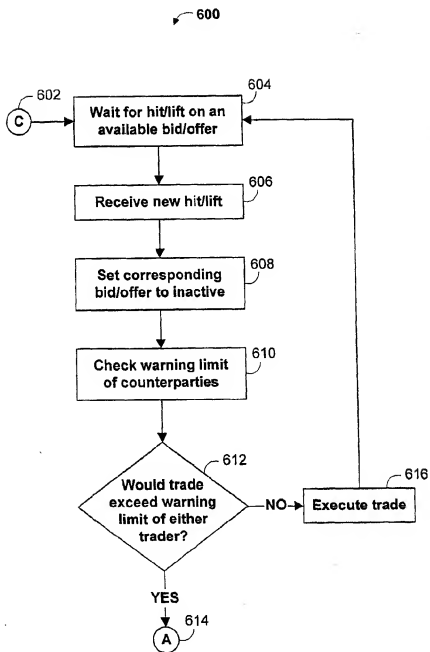 600
602
C
604
Wait for hit/lift on an
available bid/offer
606
Receive new hit/lift
608
Set corresponding
bid/offer to inactive
610
Check warning limit
of counterparties
612
Would trade
exceed warning
limit of either
trader?
NO
616
Execute trade
YES
614
A